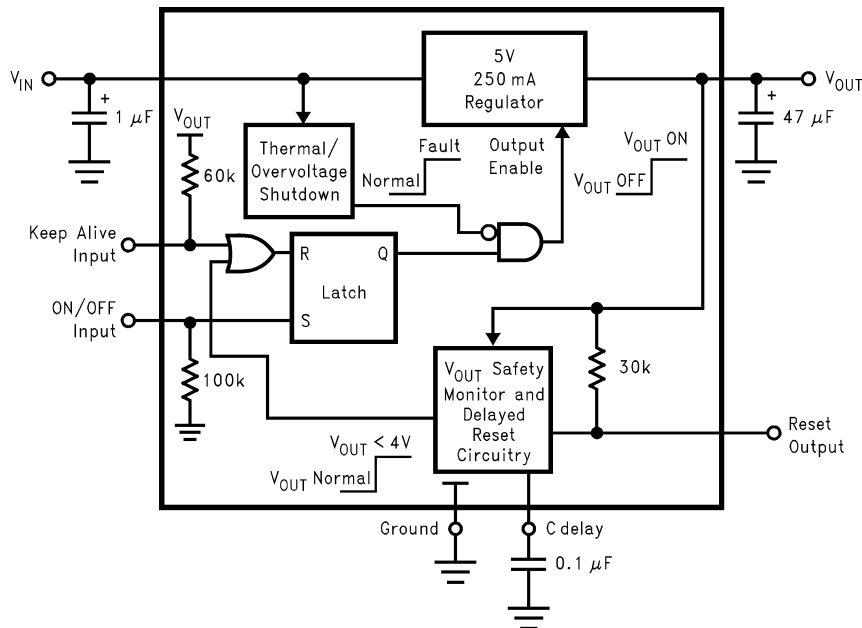 V_IN
1 μF
V_OUT
60k
5V
250 mA
Regulator
V_OUT
47 μF
Thermal/
Overvoltage
Shutdown
Fault
Normal
Output
Enable
V_OUT ON
V_OUT OFF
Keep Alive
Input
R
Q
Latch
S
ON/OFF
Input
100k
V_OUT Safety
Monitor and
Delayed
Reset
Circuitry
30k
Reset
Output
V_OUT < 4V
V_OUT Normal
Ground
C delay
0.1 μF